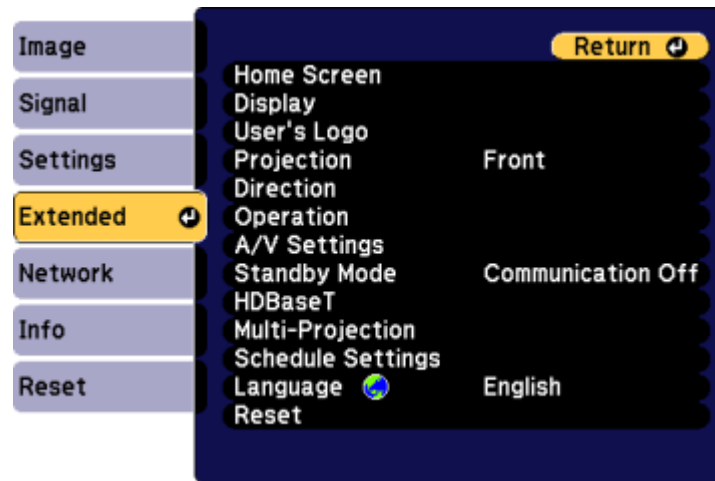 Image
Signal
Settings
Extended
Network
Info
Reset
Return
Home Screen
Display
User's Logo
Projection Front
Direction
Operation
A/V Settings
Standby Mode Communication Off
HDBaseT
Multi-Projection
Schedule Settings
Language English
Reset